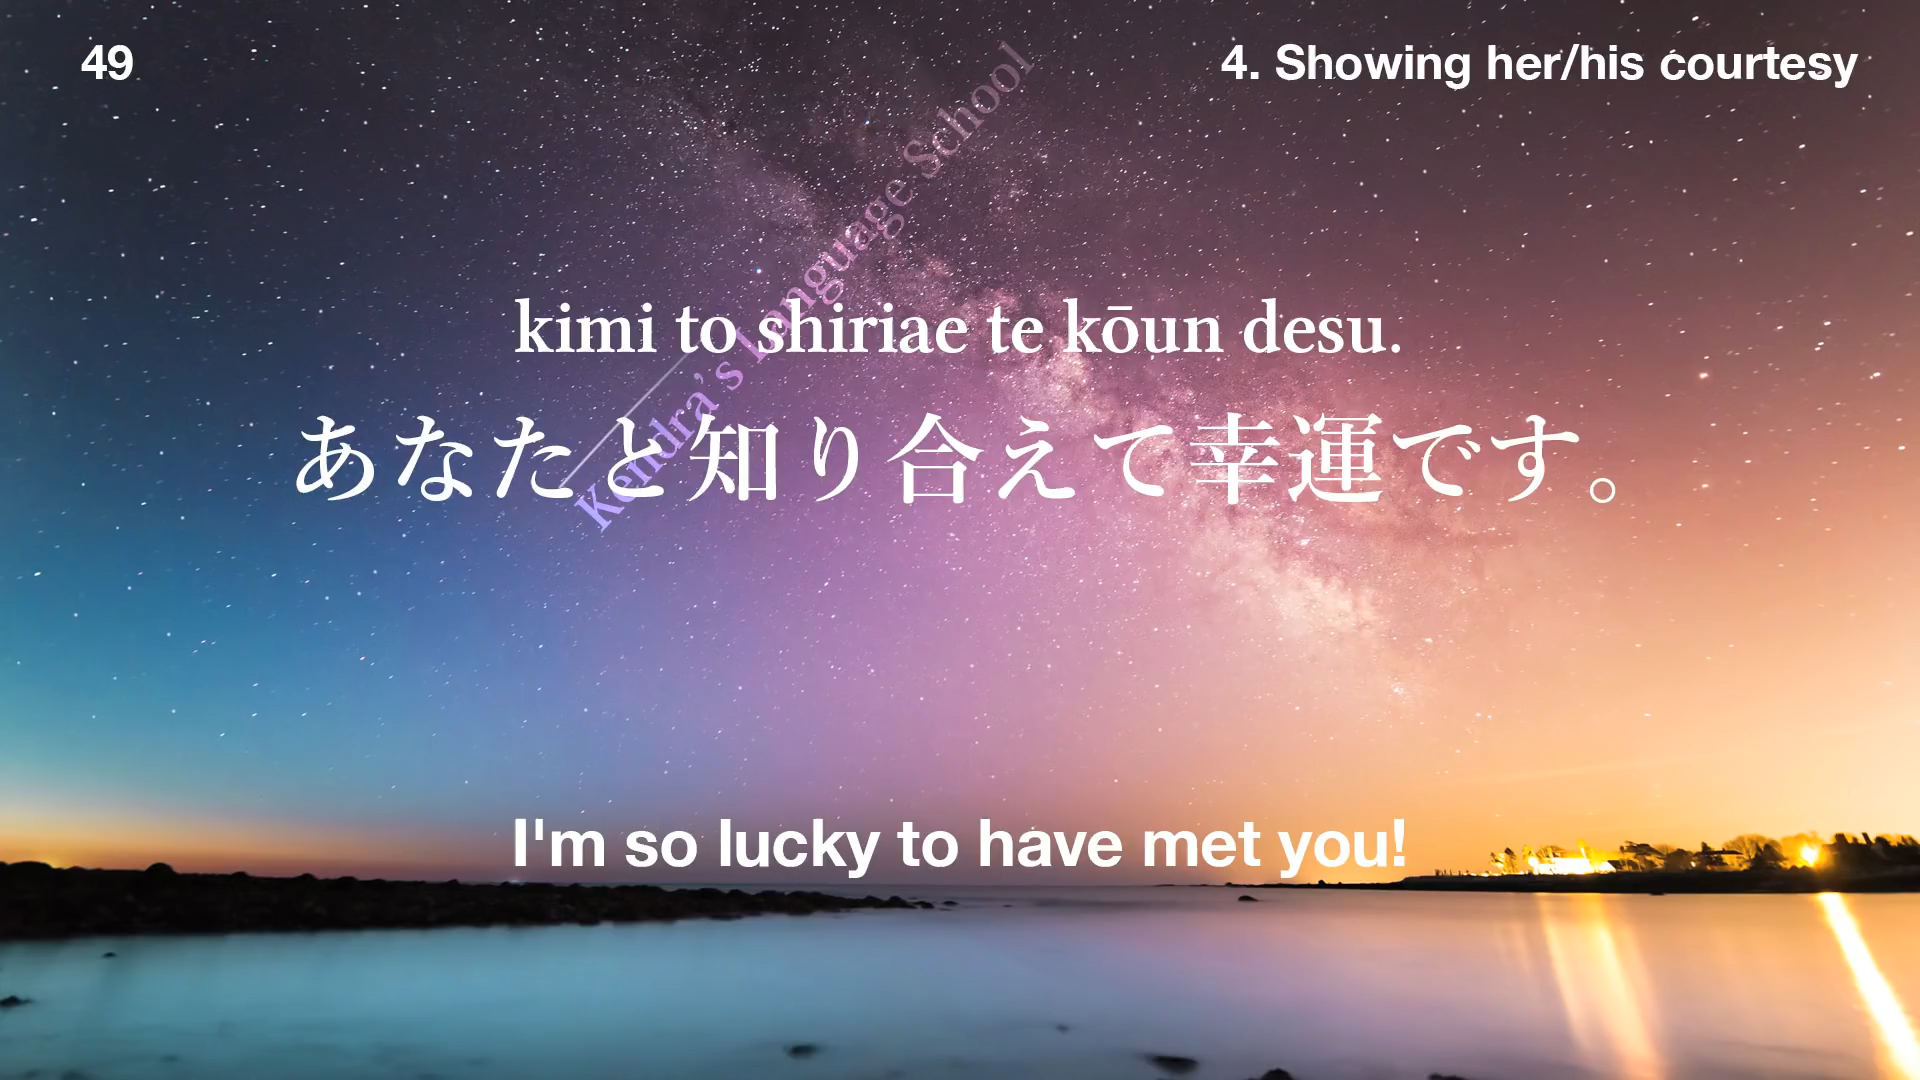 49
4. Showing her/his courtesy
Kendra's Language School
kimi to shiriae te kōun desu.
あなたと知り合えて幸運です。
I'm so lucky to have met you!